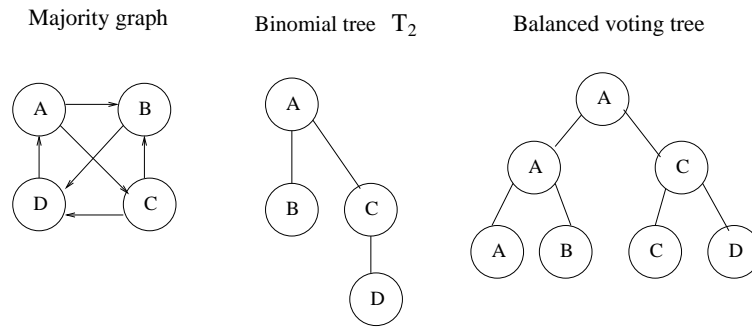 Majority graph
Binomial tree T2
Balanced voting tree
A B
D C
A
B C
D
A
A C
A B C D